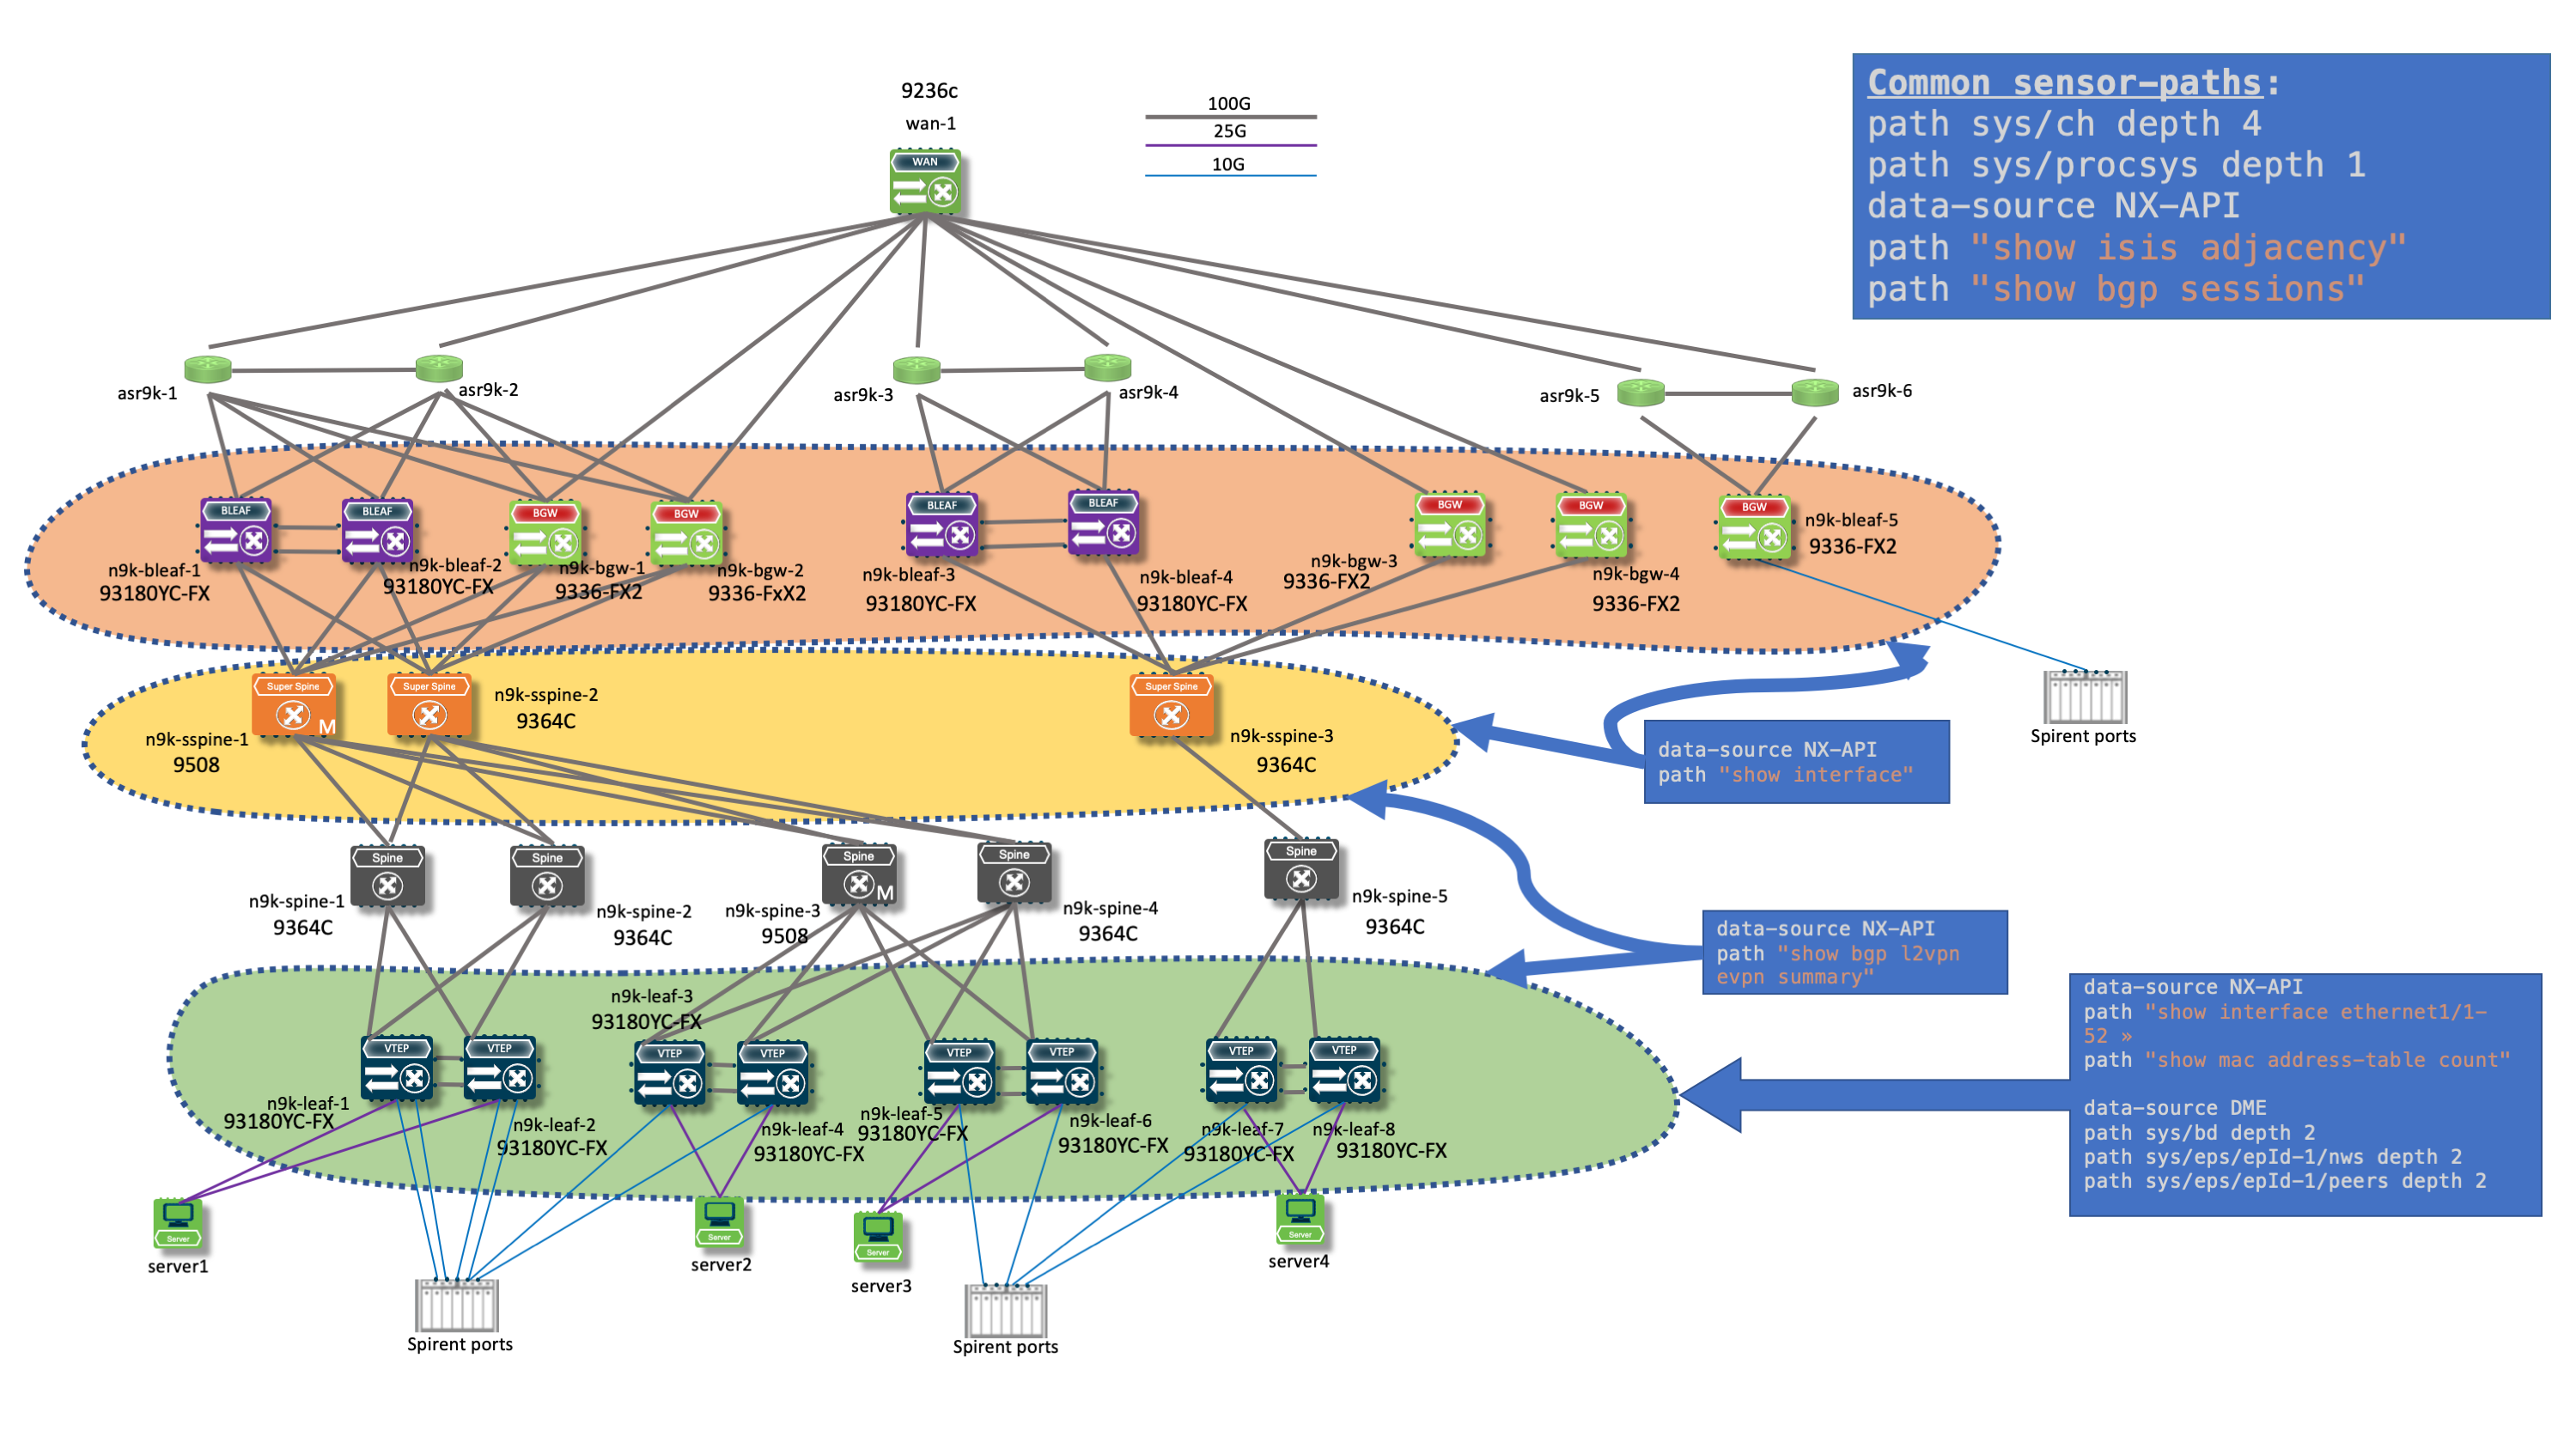 9236c
wan-1
WAN
100G
25G
10G
Common sensor-paths:
path sys/ch depth 4
path sys/procsys depth 1
data-source NX-API
path "show isis adjacency"
path "show bgp sessions"
asr9k-1
asr9k-2
asr9k-3
asr9k-4
asr9k-5
asr9k-6
BLEAF
BLEAF
BGW
BGW
BLEAF
BLEAF
BGW
BGW
BGW
n9k-bleaf-1
93180YC-FX
n9k-bleaf-2
93180YC-FX
n9k-bgw-1
9336-FX2
n9k-bgw-2
9336-FxX2
n9k-bleaf-3
93180YC-FX
n9k-bleaf-4
93180YC-FX
n9k-bgw-3
9336-FX2
n9k-bgw-4
9336-FX2
n9k-bleaf-5
9336-FX2
Super Spine
M
Super Spine
Super Spine
n9k-sspine-1
9508
n9k-sspine-2
9364C
n9k-sspine-3
9364C
data-source NX-API
path "show interface"
Spirent ports
Spine
Spine
Spine
M
Spine
Spine
n9k-spine-1
9364C
n9k-spine-2
9364C
n9k-spine-3
9508
n9k-spine-4
9364C
n9k-spine-5
9364C
data-source NX-API
path "show bgp l2vpn
evpn summary"
n9k-leaf-3
93180YC-FX
VTEP
VTEP
VTEP
VTEP
VTEP
VTEP
VTEP
VTEP
n9k-leaf-1
93180YC-FX
n9k-leaf-2
93180YC-FX
n9k-leaf-4
93180YC-FX
n9k-leaf-5
93180YC-FX
n9k-leaf-6
93180YC-FX
n9k-leaf-7
93180YC-FX
n9k-leaf-8
93180YC-FX
data-source NX-API
path "show interface ethernet1/1-
52 »
path "show mac address-table count"
data-source DME
path sys/bd depth 2
path sys/eps/epId-1/nws depth 2
path sys/eps/epId-1/peers depth 2
Server
server1
Server
server2
Server
server3
Server
server4
Spirent ports
Spirent ports